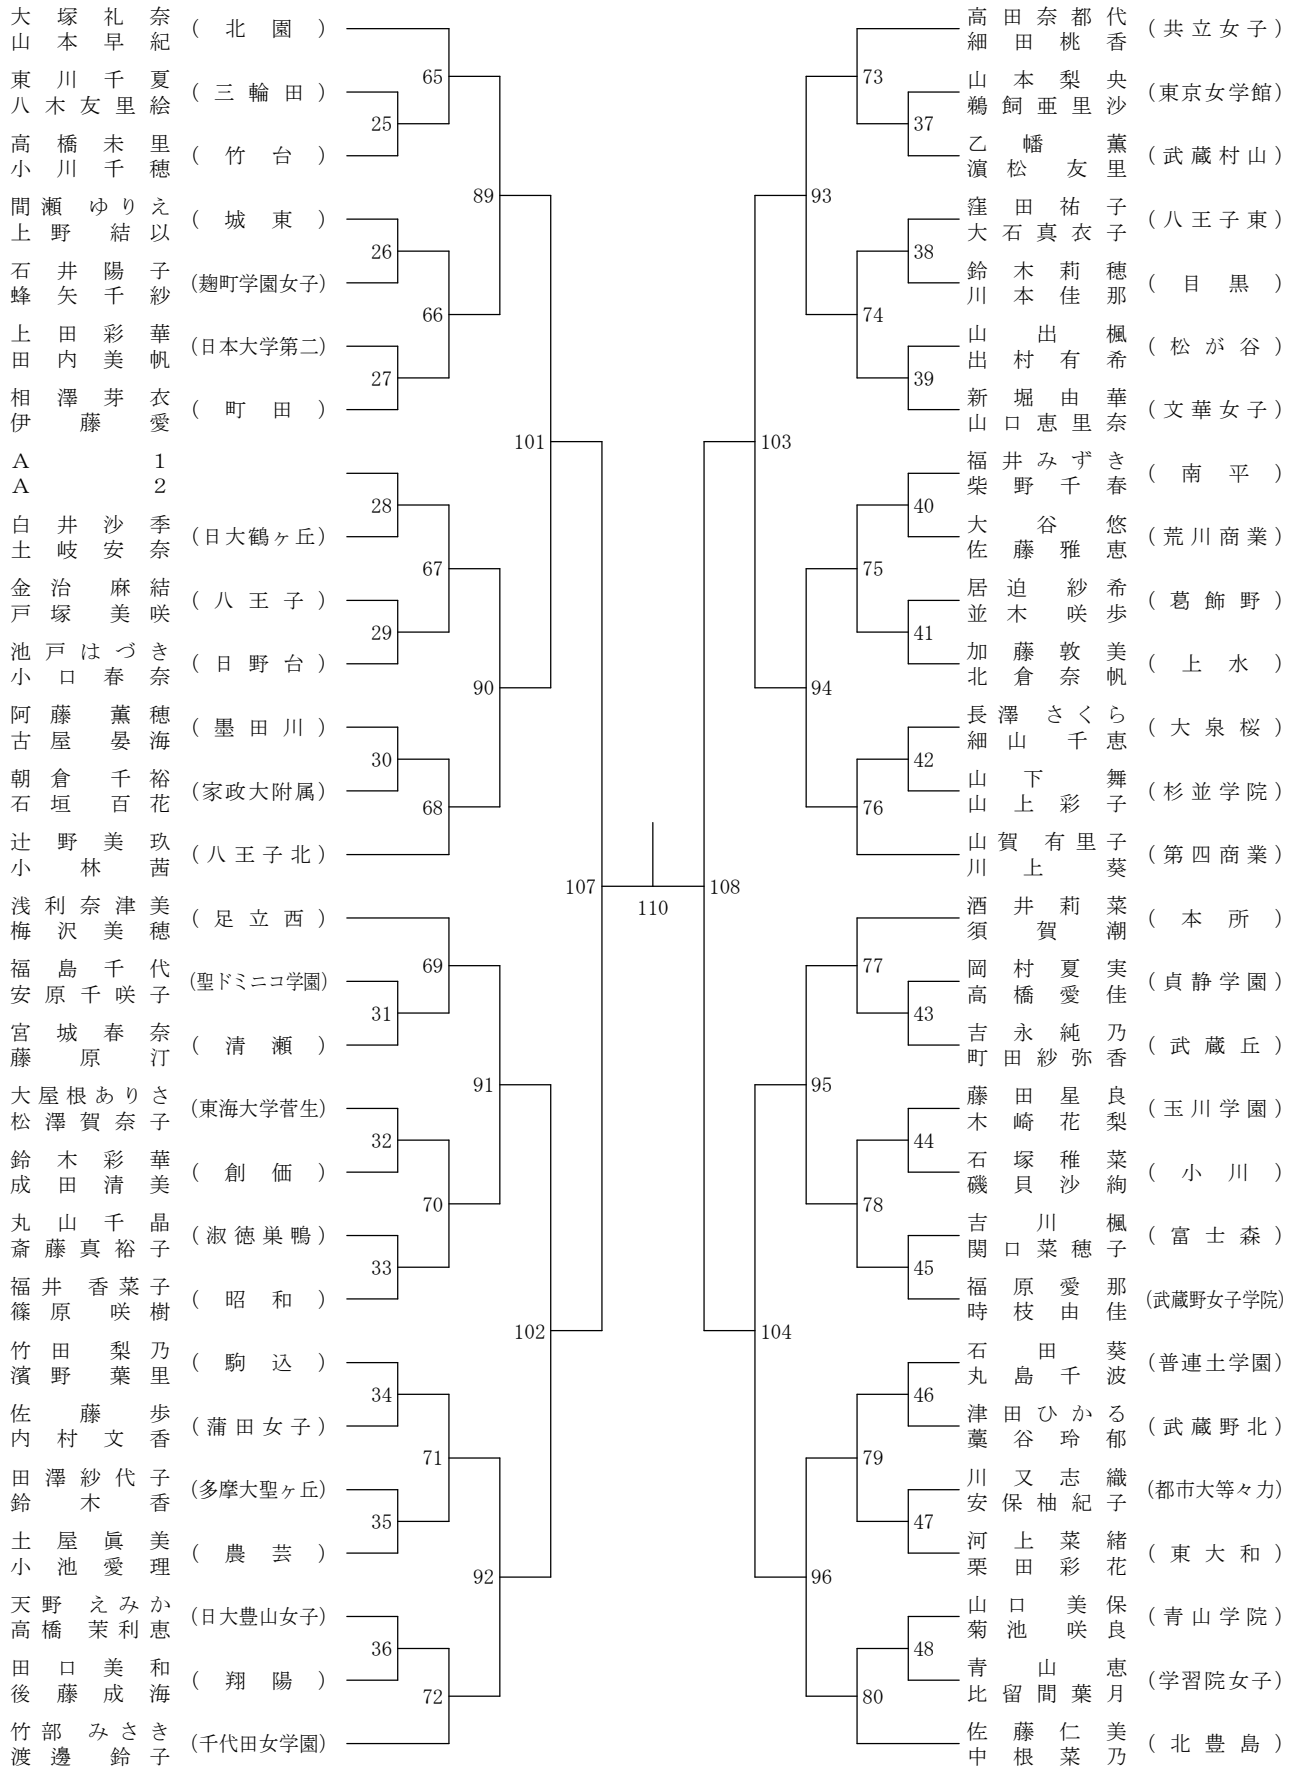 大塚礼奈
山本早紀
(北園)
東川千夏
八木友里絵
(三輪田)
高橋未里
小川千穂
(竹台)
間瀬ゆりえ
上野結以
(城東)
石井陽子
蜂矢千紗
(麹町学園女子)
上田彩華
田内美帆
(日本大学第二)
相澤芽衣
伊藤愛
(町田)
A1
A2
白井沙季
土岐安奈
(日大鶴ヶ丘)
金治麻結
戸塚美咲
(八王子)
池戸はづき
小口春奈
(日野台)
阿藤薫穂
古屋晏海
(墨田川)
朝倉千裕
石垣百花
(家政大附属)
辻野美玖
小林茜
(八王子北)
浅利奈津美
梅沢美穂
(足立西)
福島千代
安原千咲子
(聖ドミニコ学園)
宮城春奈
藤原汀
(清瀬)
大屋根ありさ
松澤賀奈子
(東海大学菅生)
鈴木彩華
成田清美
(創価)
丸山千晶
斎藤真裕子
(淑徳巣鴨)
福井香菜子
篠原咲樹
(昭和)
竹田梨乃
濱野葉里
(駒込)
佐藤歩
内村文香
(蒲田女子)
田澤紗代子
鈴木香
(多摩大聖ヶ丘)
土屋眞美
小池愛理
(農芸)
天野えみか
高橋茉利恵
(日大豊山女子)
田口美和
後藤成海
(翔陽)
竹部みさき
渡邊鈴子
(千代田女学園)
65
25
89
26
66
27
101
28
67
29
90
30
68
107
69
31
91
32
70
33
102
34
71
35
92
36
72
110
108
73
37
93
38
74
39
103
40
75
41
94
42
76
77
43
95
44
78
45
104
46
79
47
96
48
80
高田奈都代
細田桃香
(共立女子)
山本梨央
鵜飼亜里沙
(東京女学館)
乙幡薫
濵松友里
(武蔵村山)
窪田祐子
大石真衣子
(八王子東)
鈴木莉穂
川本佳那
(目黒)
山出楓
出村有希
(松が谷)
新堀由華
山口恵里奈
(文華女子)
福井みずき
柴野千春
(南平)
大谷悠
佐藤雅恵
(荒川商業)
居迫紗希
並木咲歩
(葛飾野)
加藤敦美
北倉奈帆
(上水)
長澤さくら
細山千恵
(大泉桜)
山下舞
山上彩子
(杉並学院)
山賀有里子
川上葵
(第四商業)
酒井莉菜
須賀潮
(本所)
岡村夏実
高橋愛佳
(貞静学園)
吉永純乃
町田紗弥香
(武蔵丘)
藤田星良
木崎花梨
(玉川学園)
石塚稚菜
磯貝沙絢
(小川)
吉川楓
関口菜穂子
(富士森)
福原愛那
時枝由佳
(武蔵野女子学院)
石田葵
丸島千波
(普連土学園)
津田ひかる
藁谷玲郁
(武蔵野北)
川又志織
安保柚紀子
(都市大等々力)
河上菜緒
栗田彩花
(東大和)
山口美保
菊池咲良
(青山学院)
青山恵
比留間葉月
(学習院女子)
佐藤仁美
中根菜乃
(北豊島)